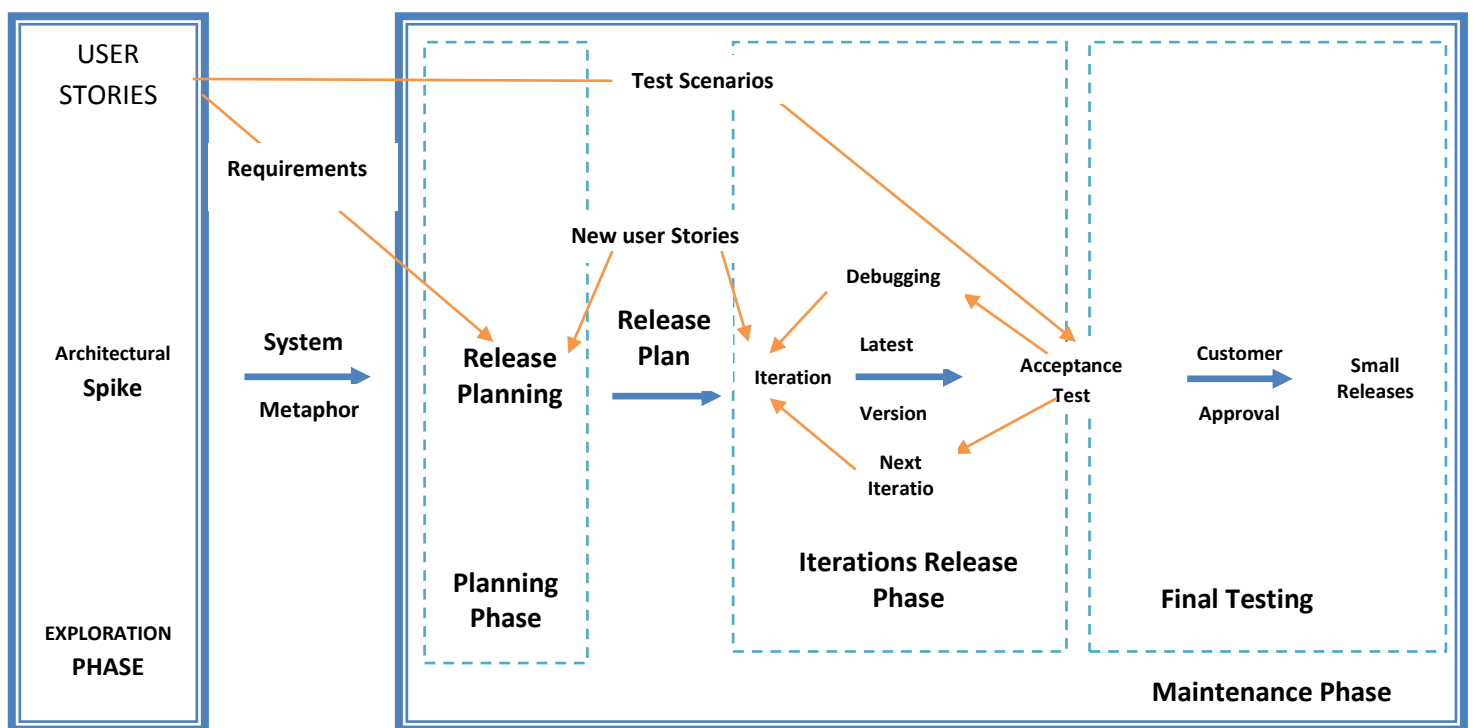 USER
STORIES
Test Scenarios
Requirements
New user Stories
Debugging
Architectural
Spike
System
Metaphor
Release
Planning
Release
Plan
Iteration
Latest
Version
Next
Iteratio
Acceptance
Test
Customer
Approval
Small
Releases
EXPLORATION
PHASE
Planning
Phase
Iterations Release
Phase
Final Testing
Maintenance Phase